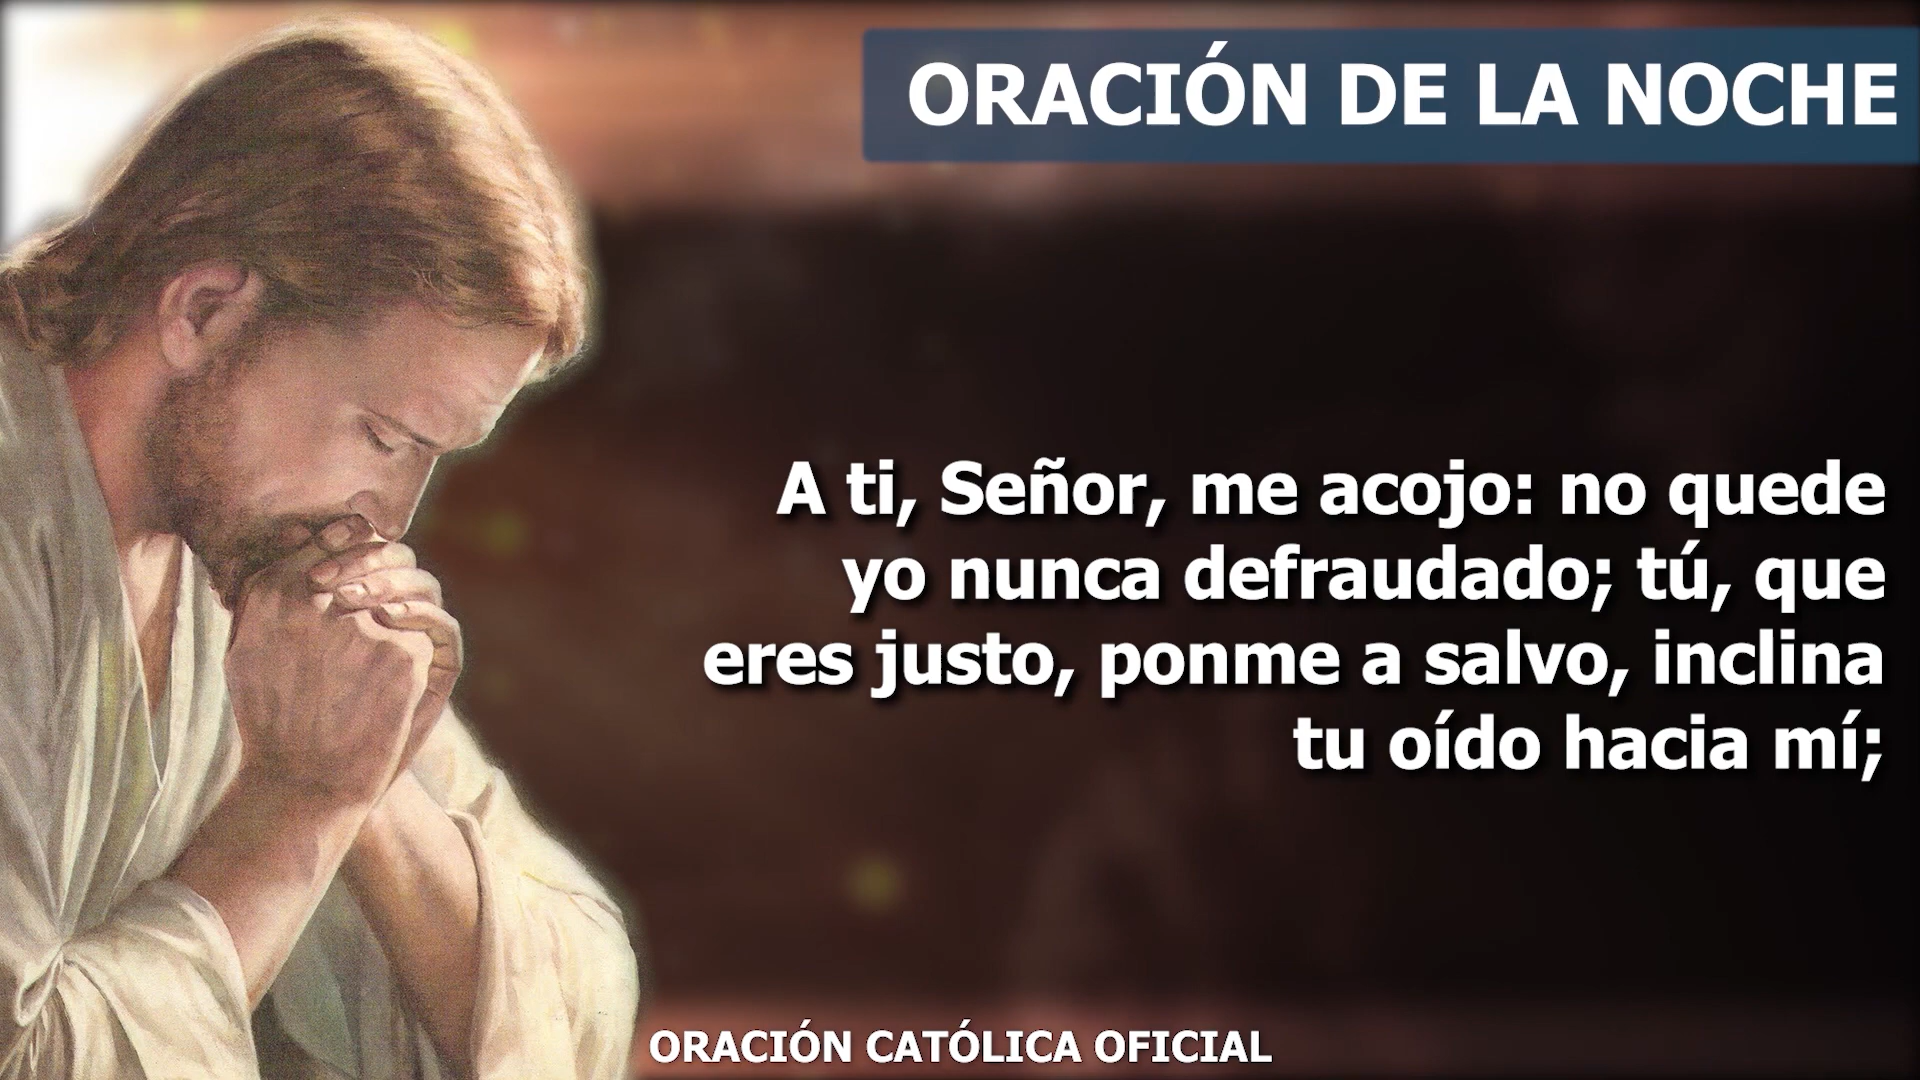 ORACIÓN DE LA NOCHE
A ti, Señor, me acojo: no quede
yo nunca defraudado; tú, que
eres justo, ponme a salvo, inclina
tu oído hacia mí;
ORACIÓN CATÓLICA OFICIAL